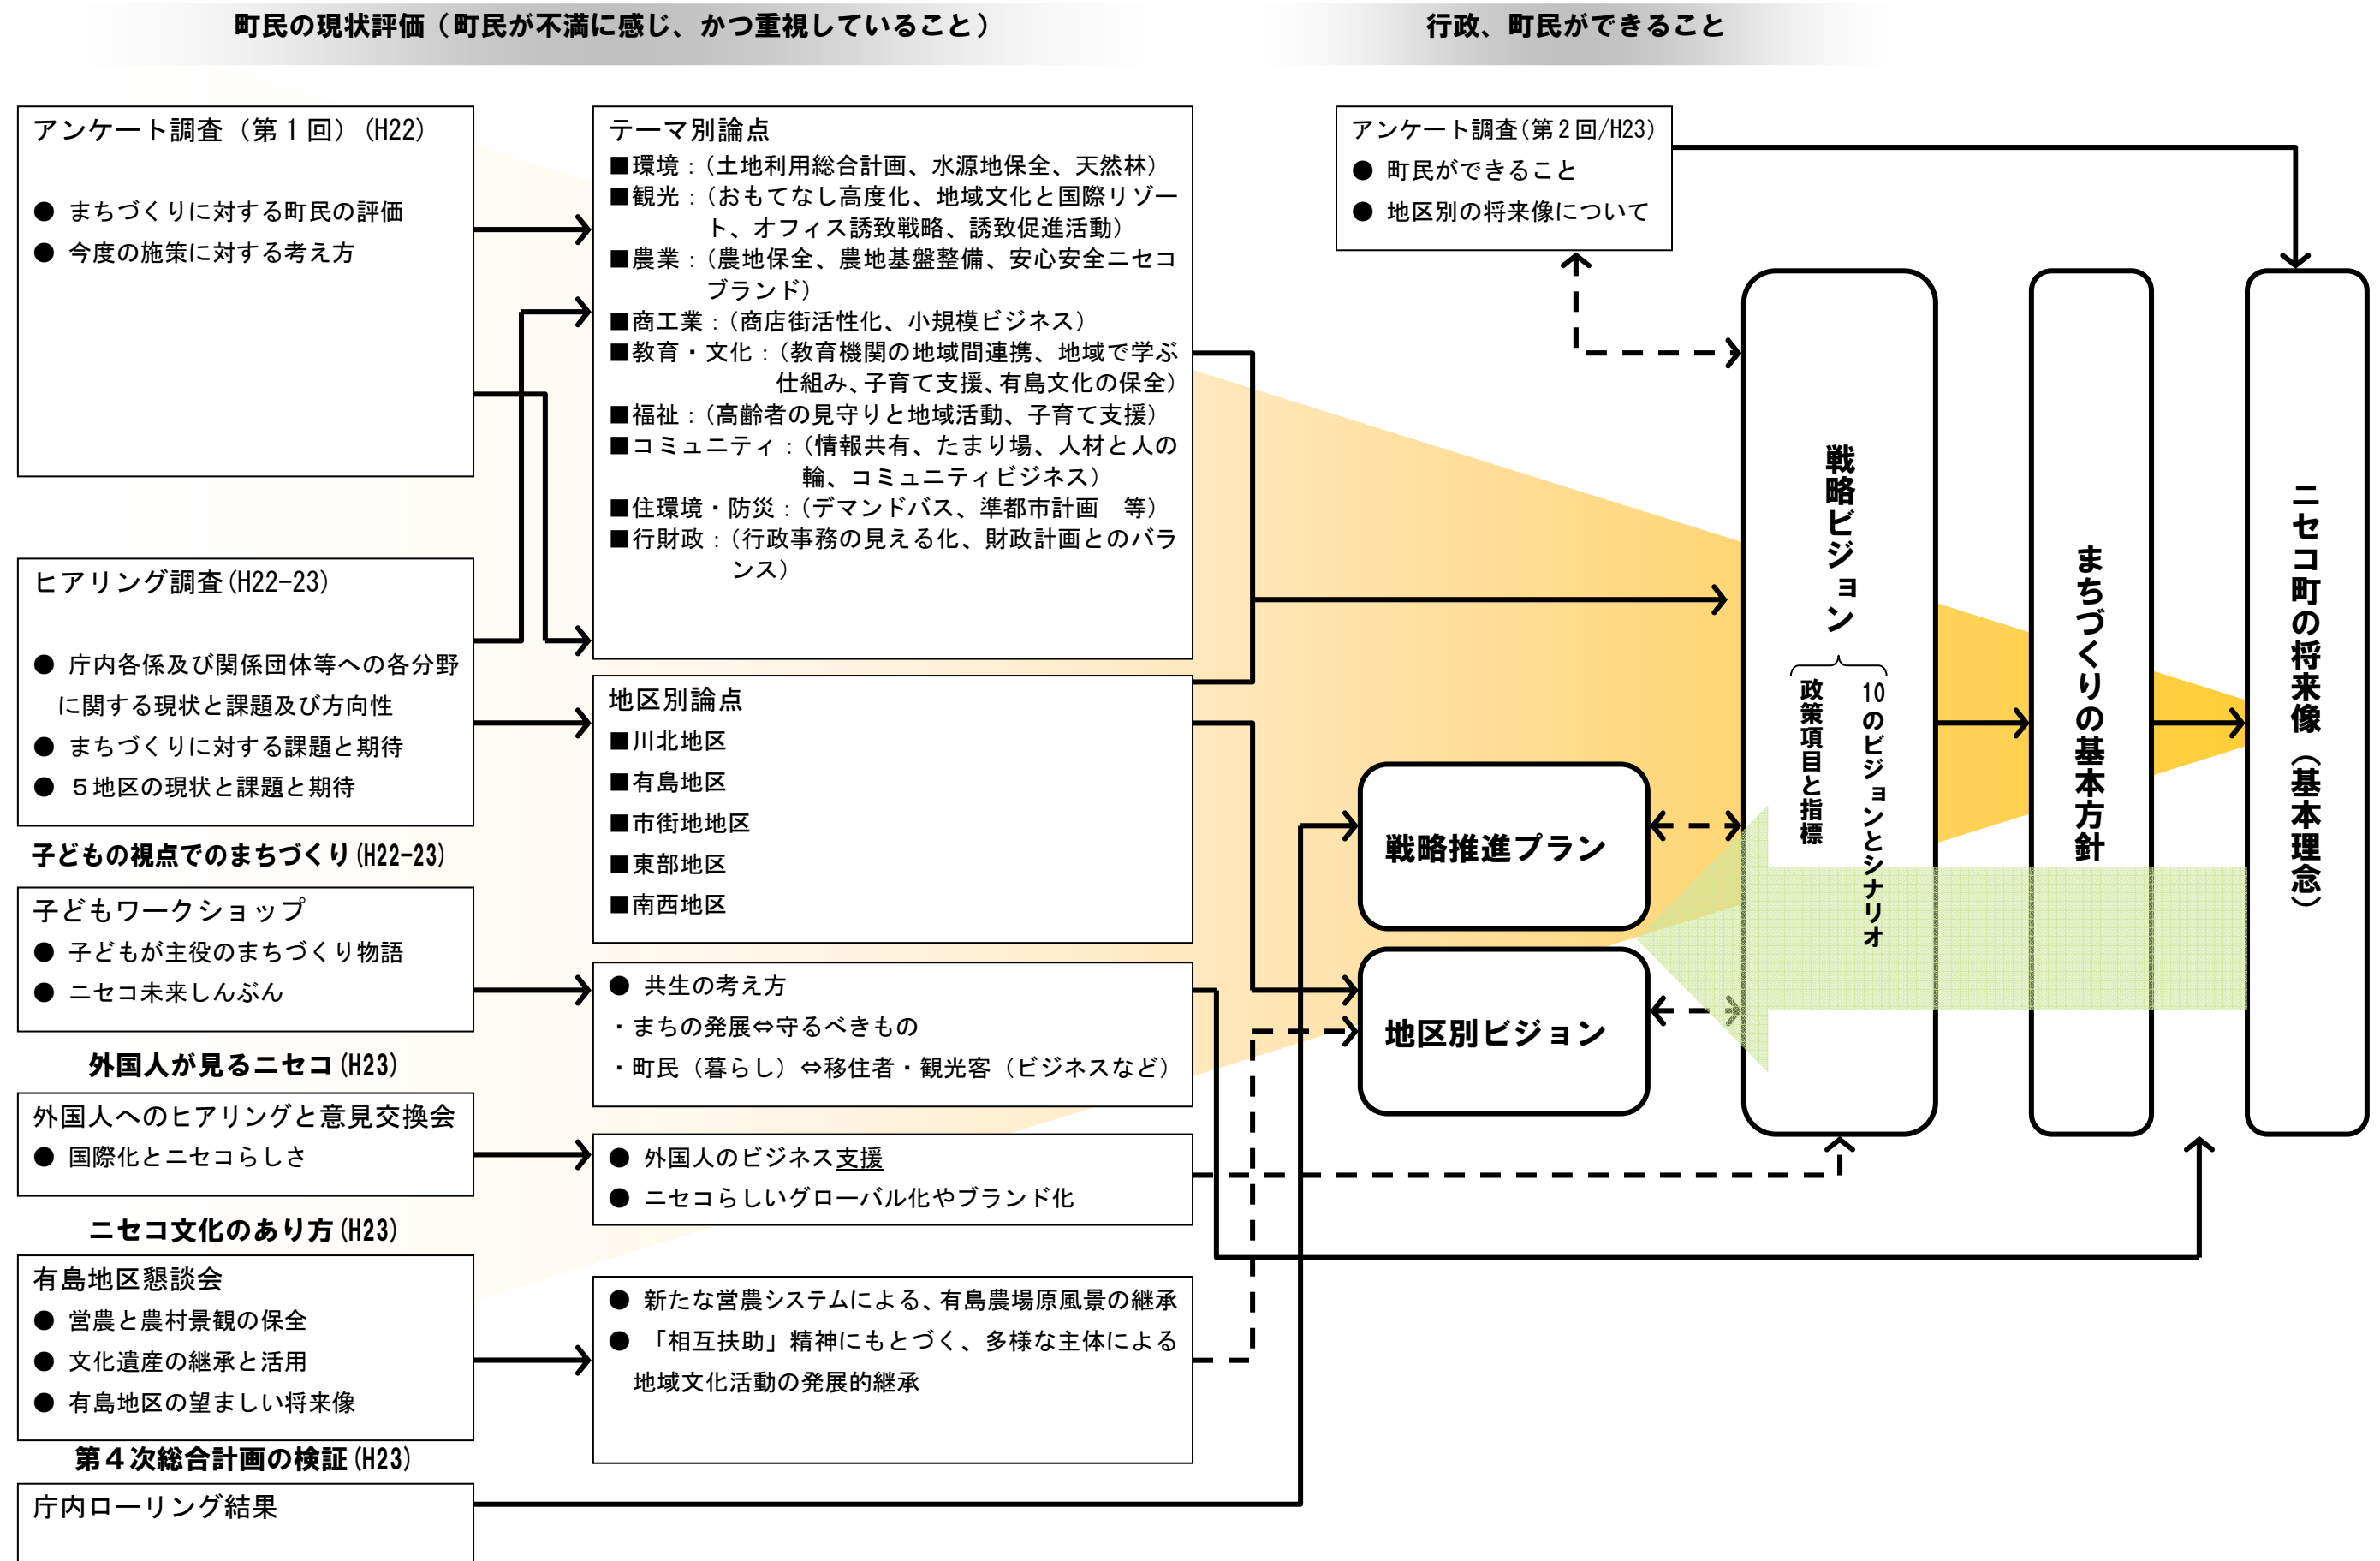 町民の現状評価（町民が不満に感じ、かつ重視していること）
行政、町民ができること
アンケート調査（第１回）(H22)
● まちづくりに対する町民の評価
● 今度の施策に対する考え方
ヒアリング調査(H22-23)
● 庁内各係及び関係団体等への各分野
に関する現状と課題及び方向性
● まちづくりに対する課題と期待
● ５地区の現状と課題と期待
子どもの視点でのまちづくり(H22-23)
子どもワークショップ
● 子どもが主役のまちづくり物語
● ニセコ未来しんぶん
外国人が見るニセコ(H23)
外国人へのヒアリングと意見交換会
● 国際化とニセコらしさ
ニセコ文化のあり方(H23)
有島地区懇談会
● 営農と農村景観の保全
● 文化遺産の継承と活用
● 有島地区の望ましい将来像
第４次総合計画の検証(H23)
庁内ローリング結果
テーマ別論点
■環境：（土地利用総合計画、水源地保全、天然林）
■観光：（おもてなし高度化、地域文化と国際リゾー
ト、オフィス誘致戦略、誘致促進活動）
■農業：（農地保全、農地基盤整備、安心安全ニセコ
ブランド）
■商工業：（商店街活性化、小規模ビジネス）
■教育・文化：（教育機関の地域間連携、地域で学ぶ
仕組み、子育て支援、有島文化の保全）
■福祉：（高齢者の見守りと地域活動、子育て支援）
■コミュニティ：（情報共有、たまり場、人材と人の
輪、コミュニティビジネス）
■住環境・防災：（デマンドバス、準都市計画　等）
■行財政：（行政事務の見える化、財政計画とのバラ
ンス）
地区別論点
■川北地区
■有島地区
■市街地地区
■東部地区
■南西地区
● 共生の考え方
・まちの発展⇔守るべきもの
・町民（暮らし）⇔移住者・観光客（ビジネスなど）
● 外国人のビジネス支援
● ニセコらしいグローバル化やブランド化
● 新たな営農システムによる、有島農場原風景の継承
● 「相互扶助」精神にもとづく、多様な主体による
地域文化活動の発展的継承
アンケート調査(第２回/H23)
● 町民ができること
● 地区別の将来像について
戦略推進プラン
地区別ビジョン
戦略ビジョン
10のビジョンとシナリオ
政策項目と指標
まちづくりの基本方針
ニセコ町の将来像（基本理念）